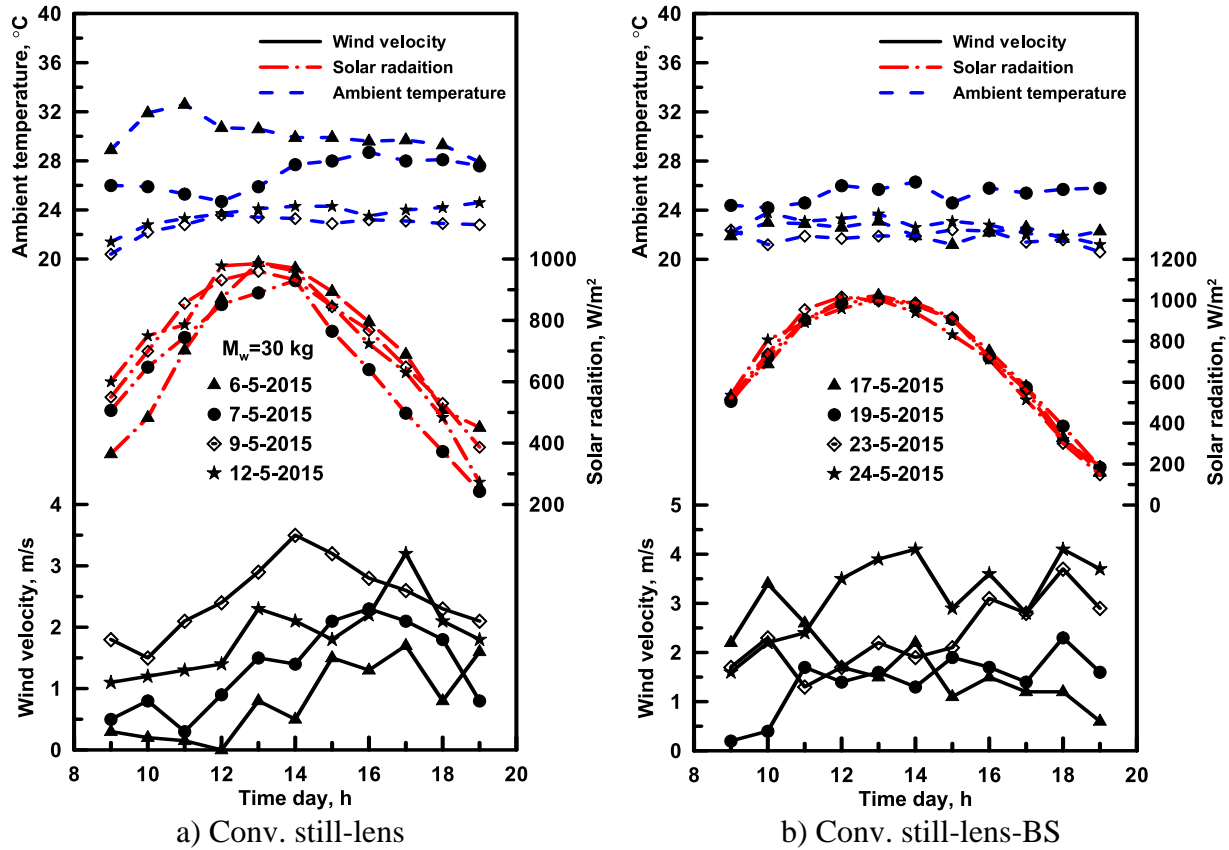 40
36
32
28
24
20
Ambient temperature, °C
Wind velocity
Solar radaition
Ambient temperature
1000
800
600
400
200
Solar radaition, W/m²
M_w=30 kg
6-5-2015
7-5-2015
9-5-2015
12-5-2015
4
3
2
1
0
Wind velocity, m/s
8 10 12 14 16 18 20
Time day, h
a) Conv. still-lens
40
36
32
28
24
20
Ambient temperature, °C
Wind velocity
Solar radaition
Ambient temperature
1200
1000
800
600
400
200
0
Solar radaition, W/m²
17-5-2015
19-5-2015
23-5-2015
24-5-2015
5
4
3
2
1
0
Wind velocity, m/s
8 10 12 14 16 18 20
Time day, h
b) Conv. still-lens-BS